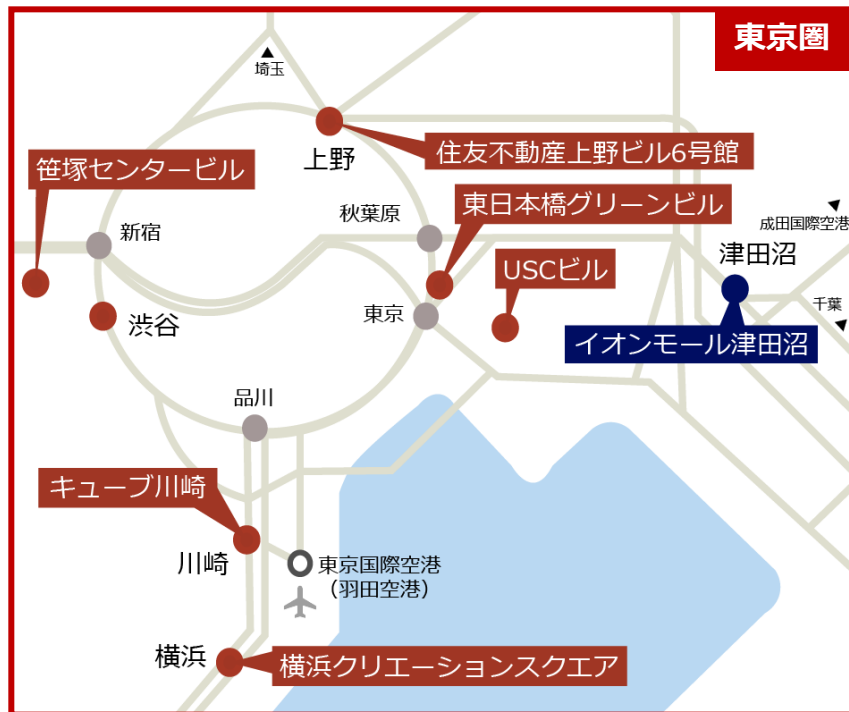 東京圏
埼玉
住友不動産上野ビル6号館
上野
笹塚センタービル
東日本橋グリーンビル
秋葉原
新宿
成田国際空港
津田沼
USCビル
千葉
東京
渋谷
イオンモール津田沼
品川
キューブ川崎
川崎
東京国際空港
（羽田空港）
横浜
横浜クリエーションスクエア